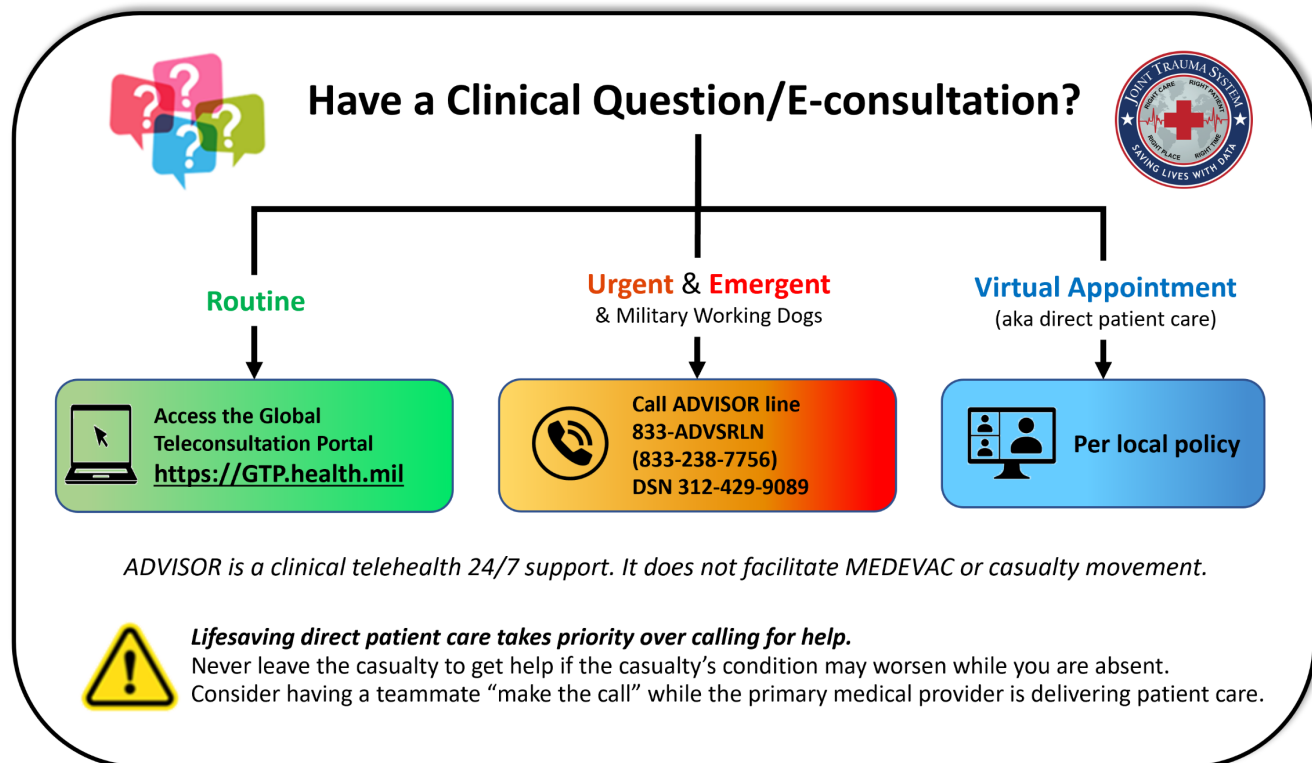 Have a Clinical Question/E-consultation?
JOINT TRAUMA SYSTEM
RIGHT CARE
RIGHT PATIENT
RIGHT PLACE
RIGHT TIME
SAVING LIVES WITH DATA
Routine
Urgent & Emergent
& Military Working Dogs
Virtual Appointment
(aka direct patient care)
Access the Global
Teleconsultation Portal
https://GTP.health.mil
Call ADVISOR line
833-ADVSRLN
(833-238-7756)
DSN 312-429-9089
Per local policy
ADVISOR is a clinical telehealth 24/7 support. It does not facilitate MEDEVAC or casualty movement.
Lifesaving direct patient care takes priority over calling for help.
Never leave the casualty to get help if the casualty’s condition may worsen while you are absent.
Consider having a teammate “make the call” while the primary medical provider is delivering patient care.